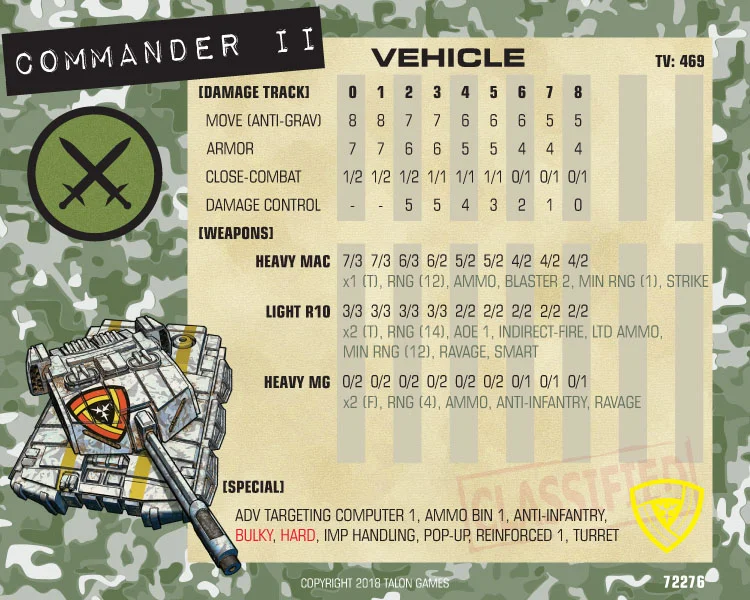 COMMANDER II
VEHICLE
TV: 469
[DAMAGE TRACK] 0 1 2 3 4 5 6 7 8
MOVE (ANTI-GRAV) 8 8 7 7 6 6 6 5 5
ARMOR 7 7 6 6 5 5 4 4 4
CLOSE-COMBAT 1/2 1/2 1/2 1/1 1/1 1/1 0/1 0/1 0/1
DAMAGE CONTROL - - 5 5 4 3 2 1 0
[WEAPONS]
HEAVY MAC 7/3 7/3 6/3 6/2 5/2 5/2 4/2 4/2 4/2
x1 (T), RNG (12), AMMO, BLASTER 2, MIN RNG (1), STRIKE
LIGHT R10 3/3 3/3 3/3 3/3 2/2 2/2 2/2 2/2 2/2
x2 (T), RNG (14), AOE 1, INDIRECT-FIRE, LTD AMMO,
MIN RNG (12), RAVAGE, SMART
HEAVY MG 0/2 0/2 0/2 0/2 0/2 0/2 0/1 0/1 0/1
x2 (F), RNG (4), AMMO, ANTI-INFANTRY, RAVAGE
CLASSIFIED
[SPECIAL]
ADV TARGETING COMPUTER 1, AMMO BIN 1, ANTI-INFANTRY,
BULKY, HARD, IMP HANDLING, POP-UP, REINFORCED 1, TURRET
COPYRIGHT 2018 TALON GAMES
72276